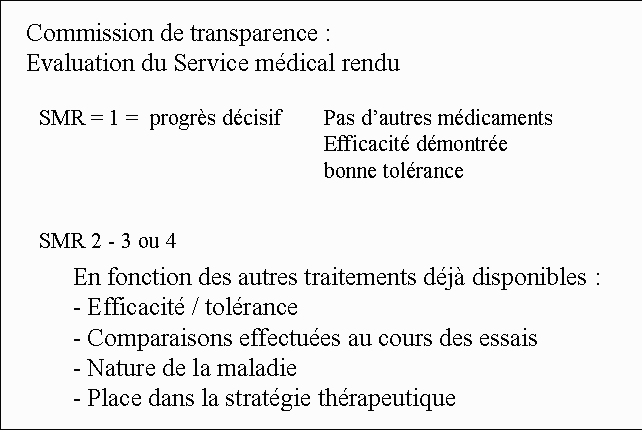 Commission de transparence :
Evaluation du Service médical rendu
SMR = 1 = progrès décisif
Pas d'autres médicaments
Efficacité démontrée
bonne tolérance
SMR 2 - 3 ou 4
En fonction des autres traitements déjà disponibles :
- Efficacité / tolérance
- Comparaisons effectuées au cours des essais
- Nature de la maladie
- Place dans la stratégie thérapeutique